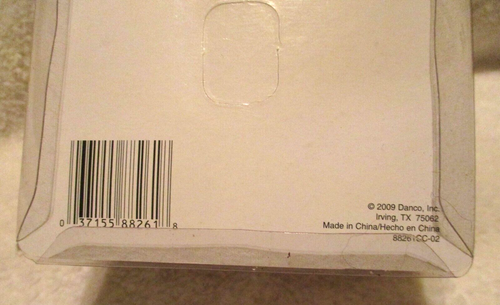 0 37155 88261 8
© 2009 Danco, Inc.
Irving, TX 75062
Made in China/Hecho en China
88261CC-02